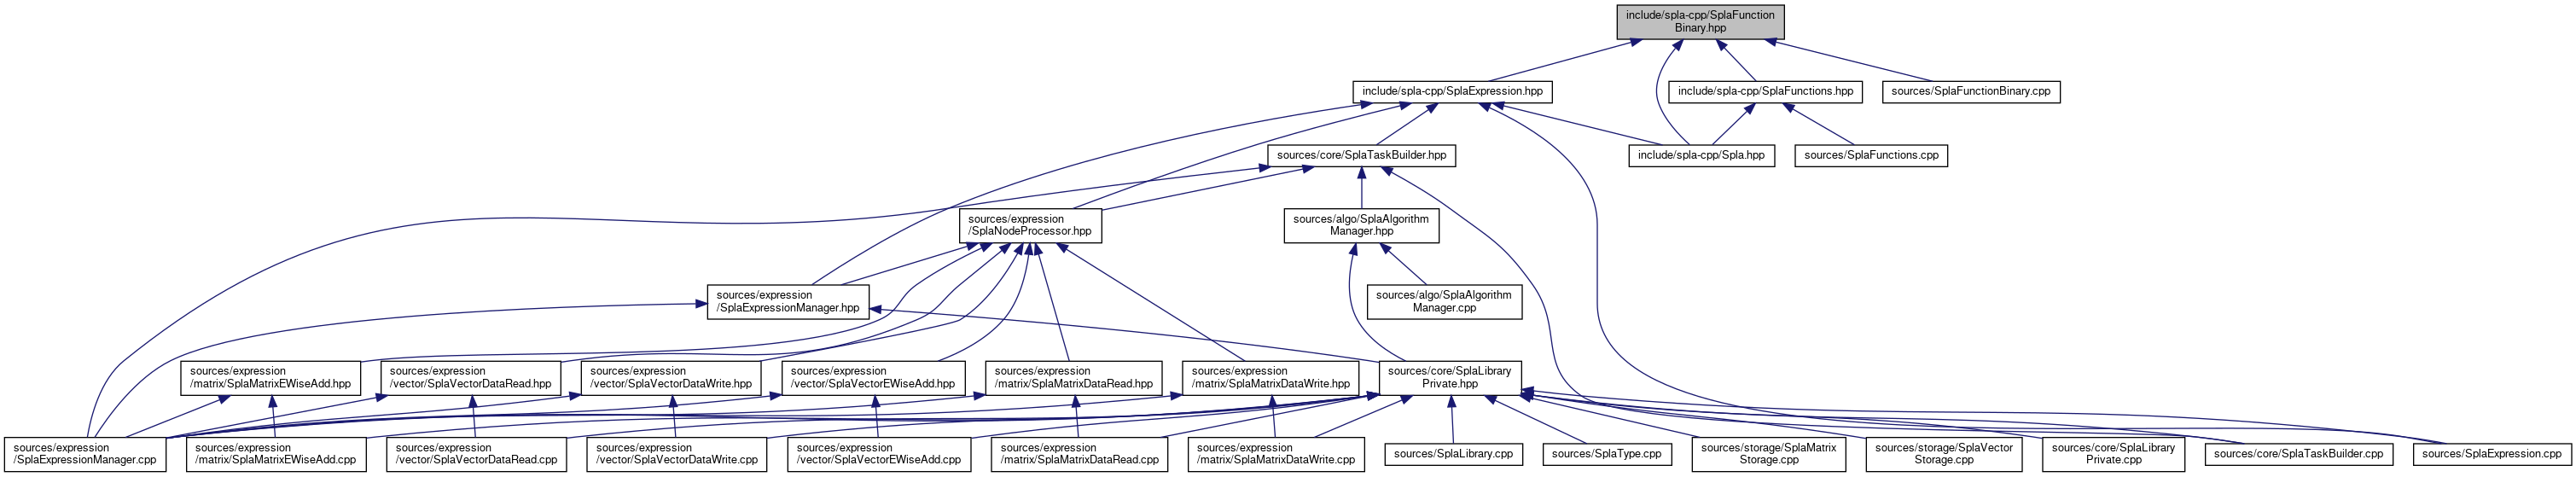 include/spla-cpp/SplaFunction
Binary.hpp
include/spla-cpp/SplaExpression.hpp
include/spla-cpp/SplaFunctions.hpp
sources/SplaFunctionBinary.cpp
sources/core/SplaTaskBuilder.hpp
include/spla-cpp/Spla.hpp
sources/SplaFunctions.cpp
sources/expression
/SplaNodeProcessor.hpp
sources/algo/SplaAlgorithm
Manager.hpp
sources/expression
/SplaExpressionManager.hpp
sources/algo/SplaAlgorithm
Manager.cpp
sources/expression
/matrix/SplaMatrixEWiseAdd.hpp
sources/expression
/vector/SplaVectorDataRead.hpp
sources/expression
/vector/SplaVectorDataWrite.hpp
sources/expression
/vector/SplaVectorEWiseAdd.hpp
sources/expression
/matrix/SplaMatrixDataRead.hpp
sources/expression
/matrix/SplaMatrixDataWrite.hpp
sources/core/SplaLibrary
Private.hpp
sources/expression
/SplaExpressionManager.cpp
sources/expression
/matrix/SplaMatrixEWiseAdd.cpp
sources/expression
/vector/SplaVectorDataRead.cpp
sources/expression
/vector/SplaVectorDataWrite.cpp
sources/expression
/vector/SplaVectorEWiseAdd.cpp
sources/expression
/matrix/SplaMatrixDataRead.cpp
sources/expression
/matrix/SplaMatrixDataWrite.cpp
sources/SplaLibrary.cpp
sources/SplaType.cpp
sources/storage/SplaMatrix
Storage.cpp
sources/storage/SplaVector
Storage.cpp
sources/core/SplaLibrary
Private.cpp
sources/core/SplaTaskBuilder.cpp
sources/SplaExpression.cpp